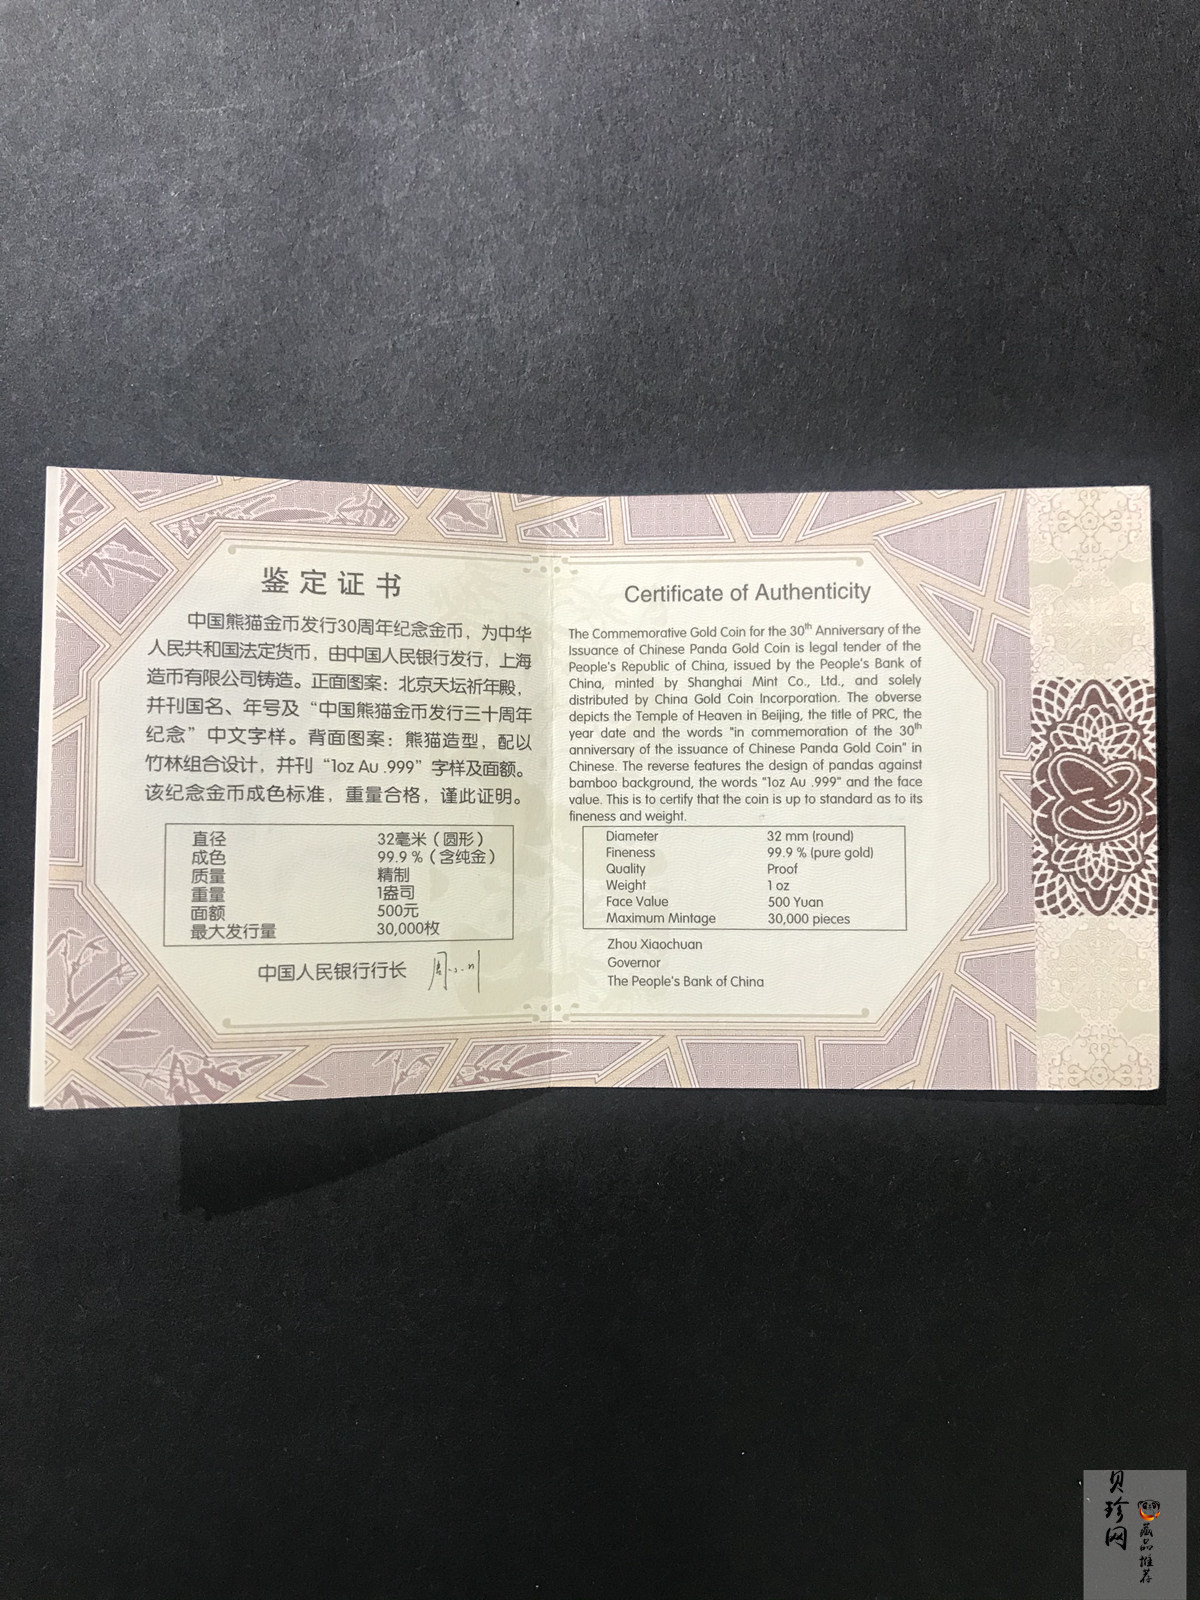 鉴定证书
中国熊猫金币发行30周年纪念金币，为中华
人民共和国法定货币，由中国人民银行发行，上海
造币有限公司铸造。正面图案：北京天坛祈年殿，
并刊国名、年号及“中国熊猫金币发行三十周年
纪念”中文字样。背面图案：熊猫造型，配以
竹林组合设计，并刊“1oz Au .999”字样及面额。
该纪念金币成色标准，重量合格，谨此证明。
直径 32毫米（圆形）
成色 99.9％（含纯金）
质量 精制
重量 1盎司
面额 500元
最大发行量 30,000枚
中国人民银行行长
Certificate of Authenticity
The Commemorative Gold Coin for the 30th Anniversary of the
Issuance of Chinese Panda Gold Coin is legal tender of the
People's Republic of China, issued by the People's Bank of
China, minted by Shanghai Mint Co., Ltd., and solely
distributed by China Gold Coin Incorporation. The obverse
depicts the Temple of Heaven in Beijing, the title of PRC, the
year date and the words "in commemoration of the 30th
anniversary of the issuance of Chinese Panda Gold Coin" in
Chinese. The reverse features the design of pandas against
bamboo background, the words "1oz Au .999" and the face
value. This is to certify that the coin is up to standard as to its
fineness and weight.
Diameter 32 mm (round)
Fineness 99.9 % (pure gold)
Quality Proof
Weight 1 oz
Face Value 500 Yuan
Maximum Mintage 30,000 pieces
Zhou Xiaochuan
Governor
The People's Bank of China
贝珍网
藏品推荐